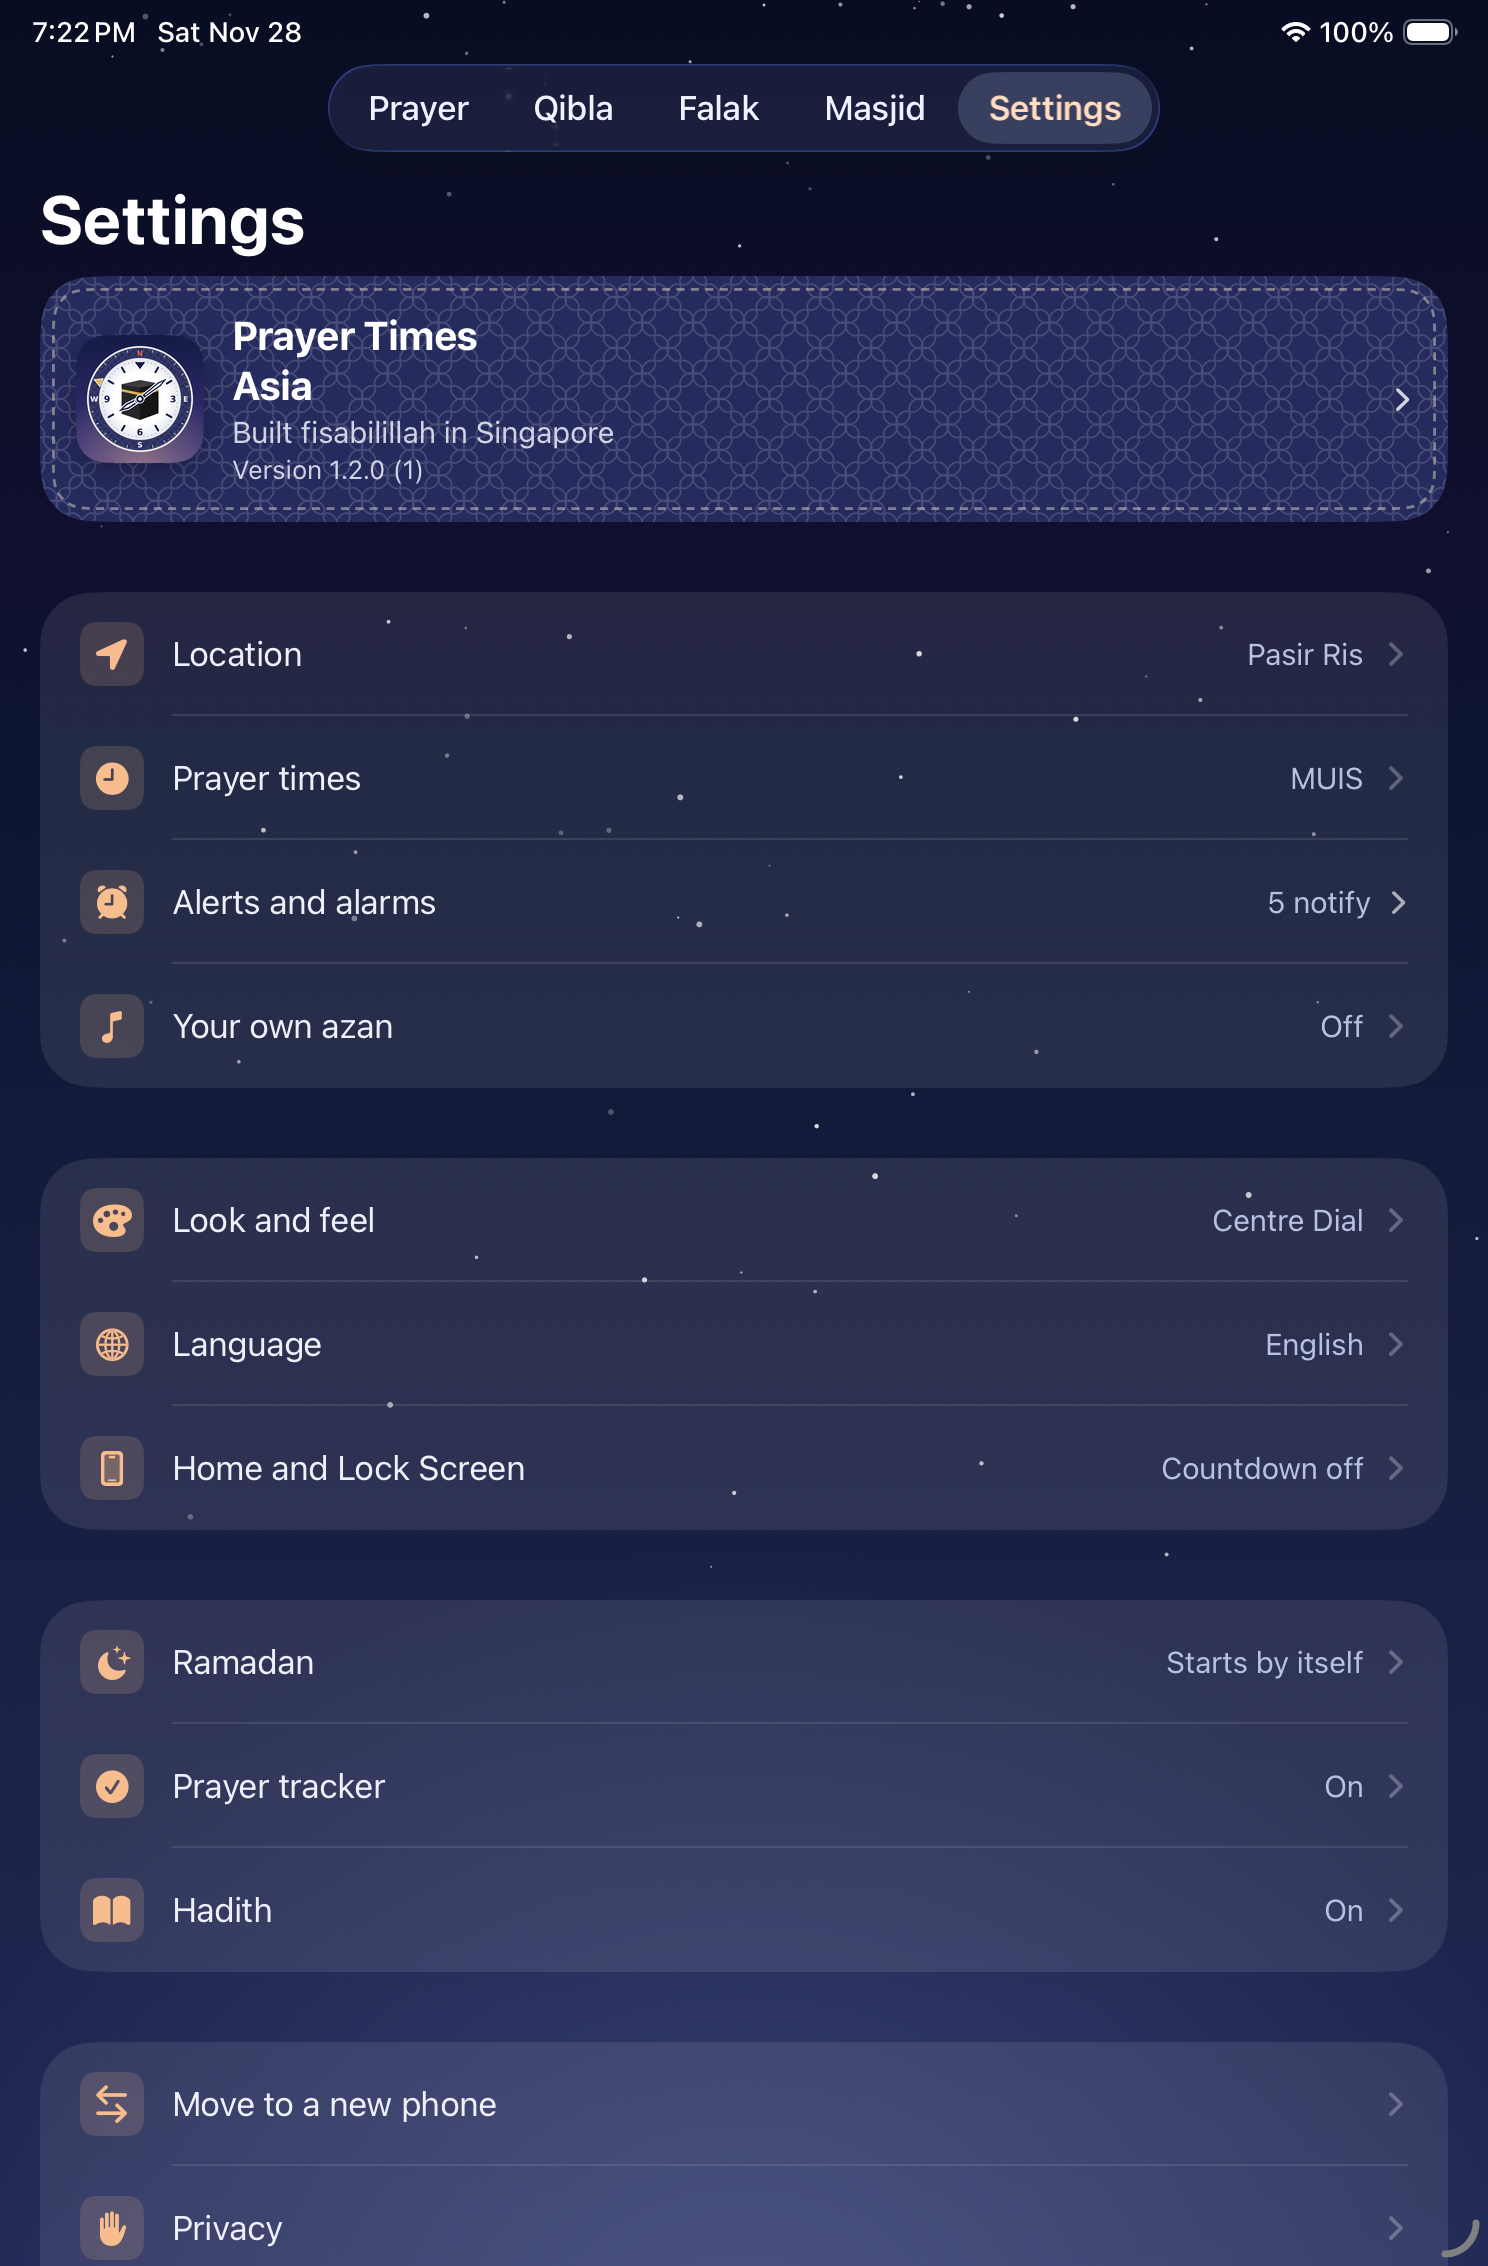 7:22 PM Sat Nov 28 100%
Prayer Qibla Falak Masjid Settings
Settings
N
W 9 3 E
6
S
Prayer Times
Asia
Built fisabilillah in Singapore
Version 1.2.0 (1)
Location Pasir Ris
Prayer times MUIS
Alerts and alarms 5 notify
Your own azan Off
Look and feel Centre Dial
Language English
Home and Lock Screen Countdown off
Ramadan Starts by itself
Prayer tracker On
Hadith On
Move to a new phone
Privacy